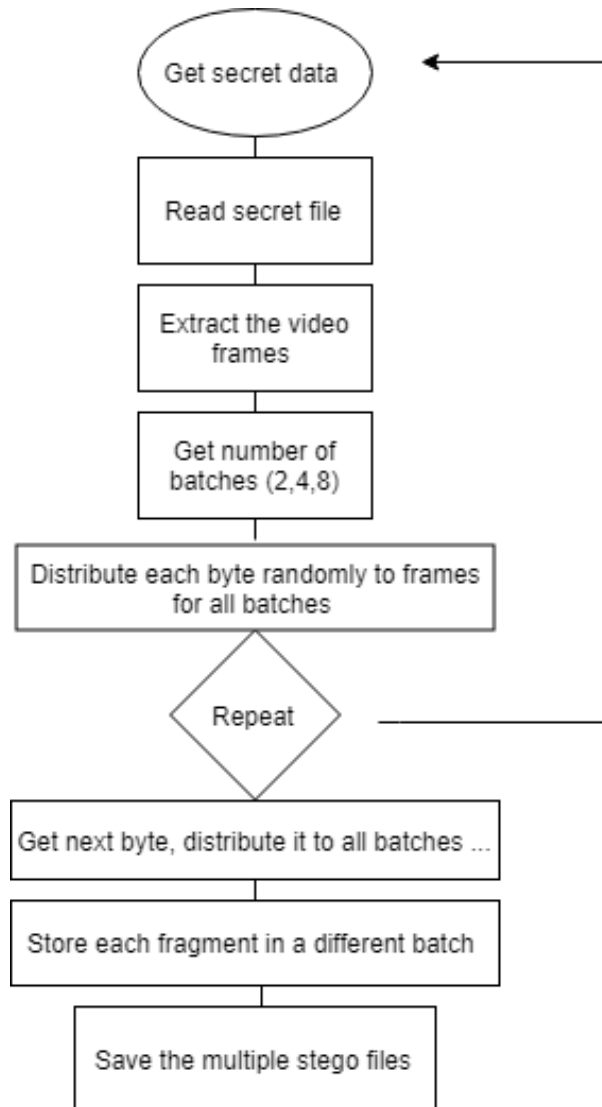 Get secret data
Read secret file
Extract the video
frames
Get number of
batches (2,4,8)
Distribute each byte randomly to frames
for all batches
Repeat
Get next byte, distribute it to all batches ...
Store each fragment in a different batch
Save the multiple stego files